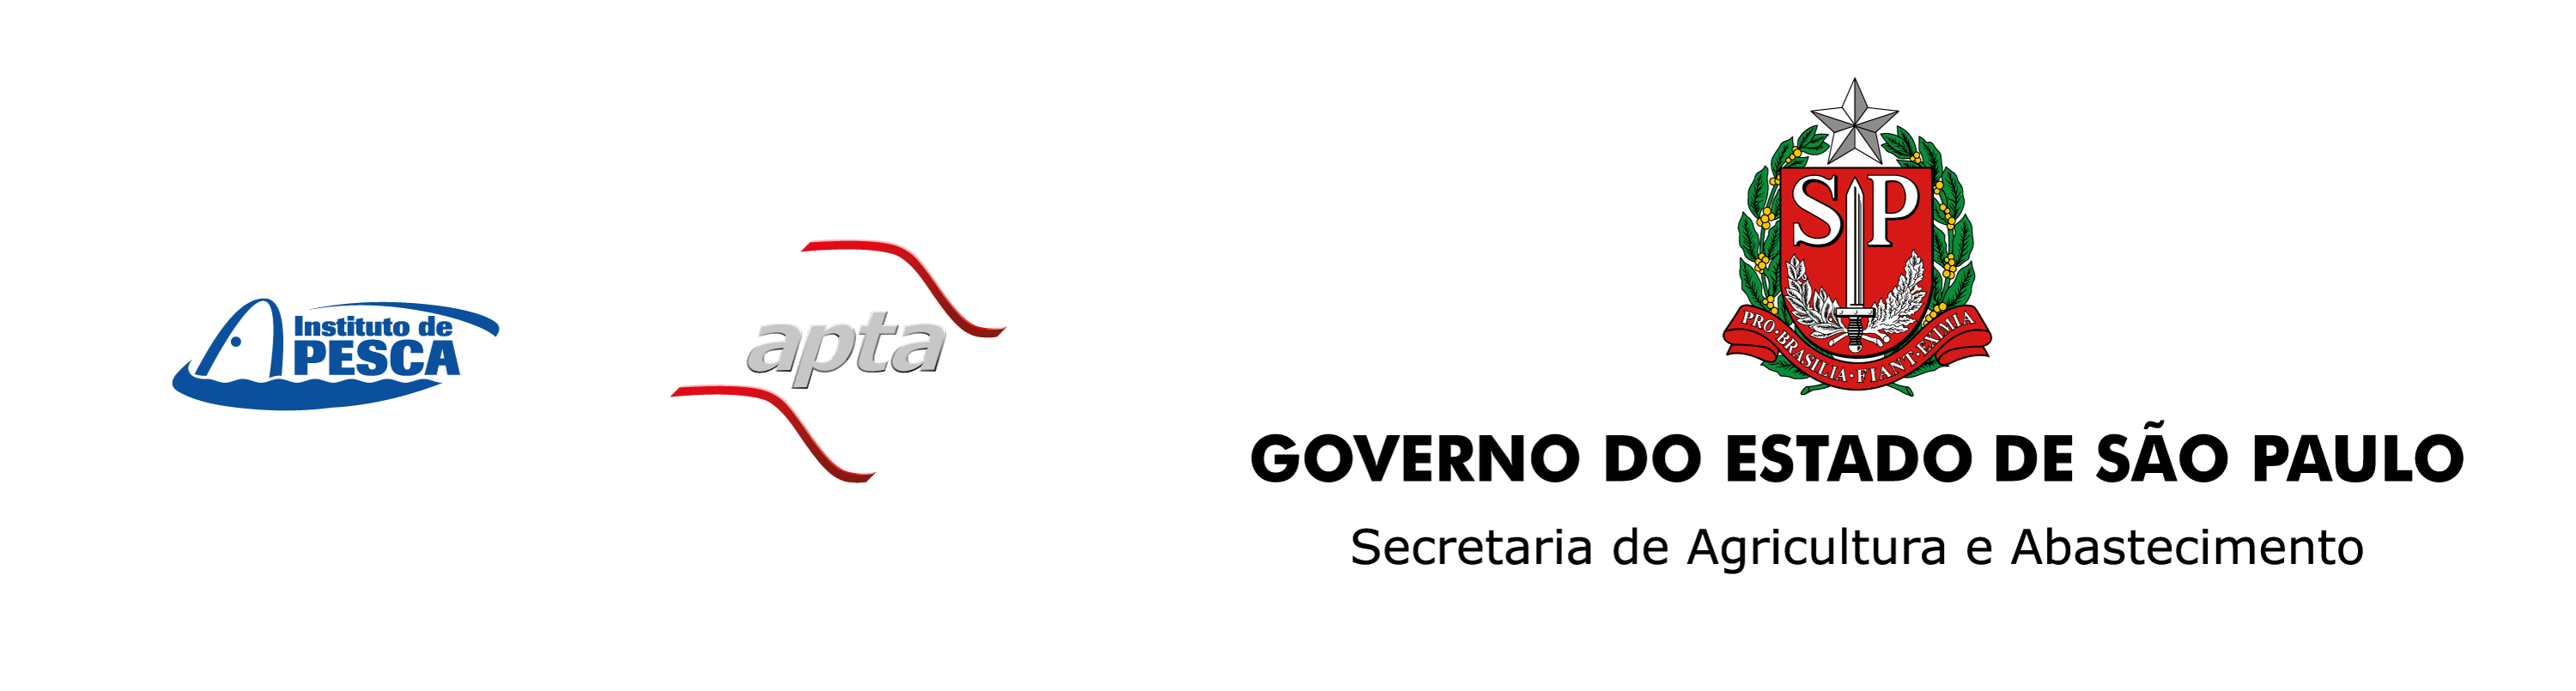 Instituto de
PESCA
apta
SP
PRO·BRASILIA·FIANT·EXIMIA
GOVERNO DO ESTADO DE SÃO PAULO
Secretaria de Agricultura e Abastecimento